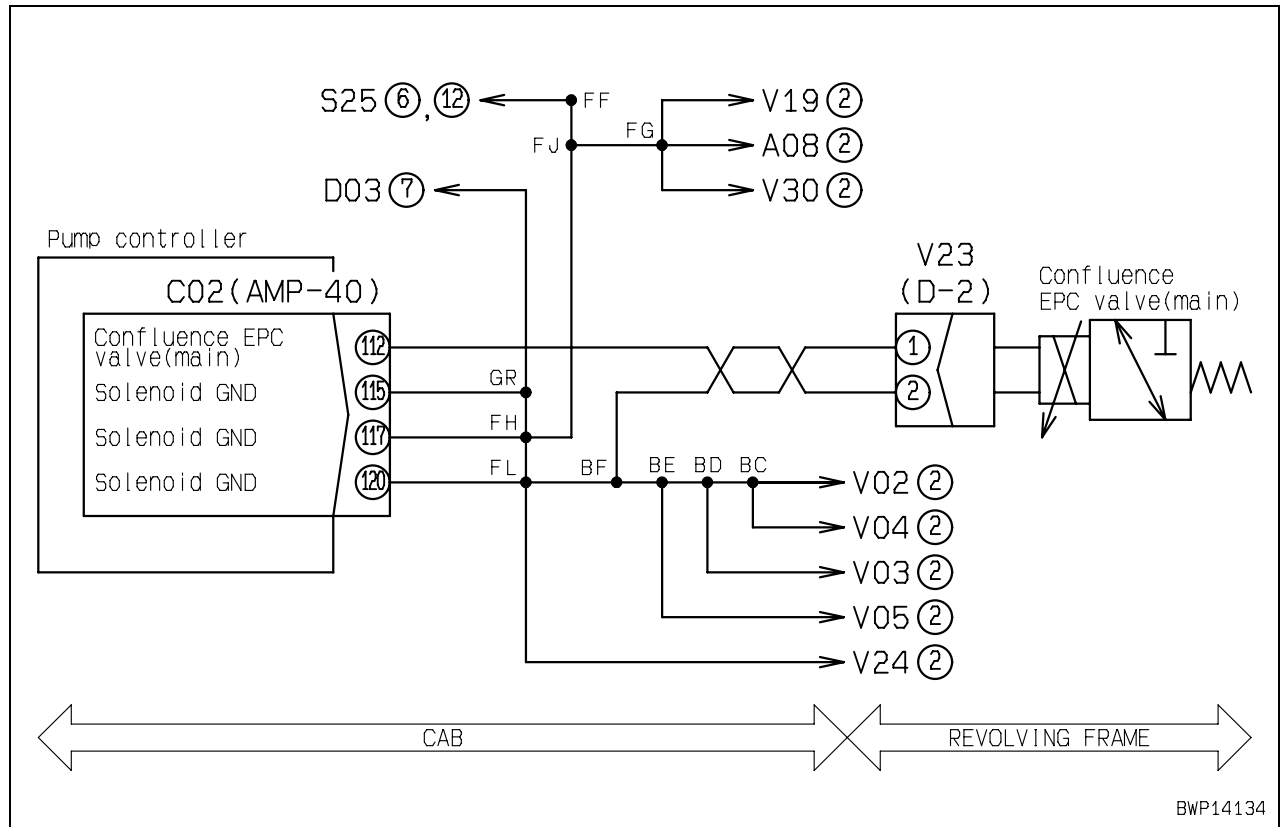 S25 ⑥, ⑫
FF
V19 ②
FJ
FG
A08 ②
D03 ⑦
V30 ②
Pump controller
C02(AMP-40)
V23
(D-2)
Confluence
EPC valve(main)
Confluence EPC
valve(main)
112
1
Solenoid GND
115
GR
2
Solenoid GND
117
FH
Solenoid GND
120
FL
BF
BE
BD
BC
V02 ②
V04 ②
V03 ②
V05 ②
V24 ②
CAB
REVOLVING FRAME
BWP14134